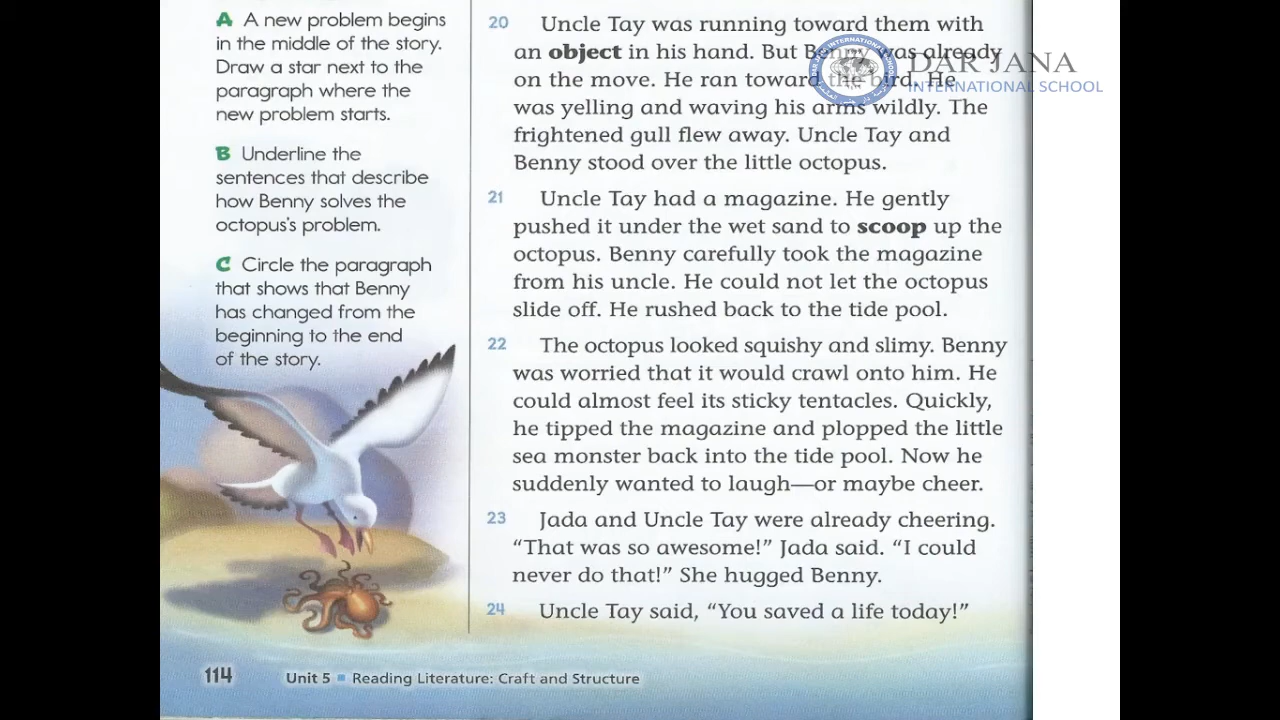 A A new problem begins
in the middle of the story.
Draw a star next to the
paragraph where the
new problem starts.
B Underline the
sentences that describe
how Benny solves the
octopus's problem.
C Circle the paragraph
that shows that Benny
has changed from the
beginning to the end
of the story.
20 Uncle Tay was running toward them with
an object in his hand. But Benny was already
on the move. He ran toward the bird. He
was yelling and waving his arms wildly. The
frightened gull flew away. Uncle Tay and
Benny stood over the little octopus.
21 Uncle Tay had a magazine. He gently
pushed it under the wet sand to scoop up the
octopus. Benny carefully took the magazine
from his uncle. He could not let the octopus
slide off. He rushed back to the tide pool.
22 The octopus looked squishy and slimy. Benny
was worried that it would crawl onto him. He
could almost feel its sticky tentacles. Quickly,
he tipped the magazine and plopped the little
sea monster back into the tide pool. Now he
suddenly wanted to laugh—or maybe cheer.
23 Jada and Uncle Tay were already cheering.
“That was so awesome!” Jada said. “I could
never do that!” She hugged Benny.
24 Uncle Tay said, “You saved a life today!”
114 Unit 5 ▪ Reading Literature: Craft and Structure
DAR JANA
INTERNATIONAL SCHOOL